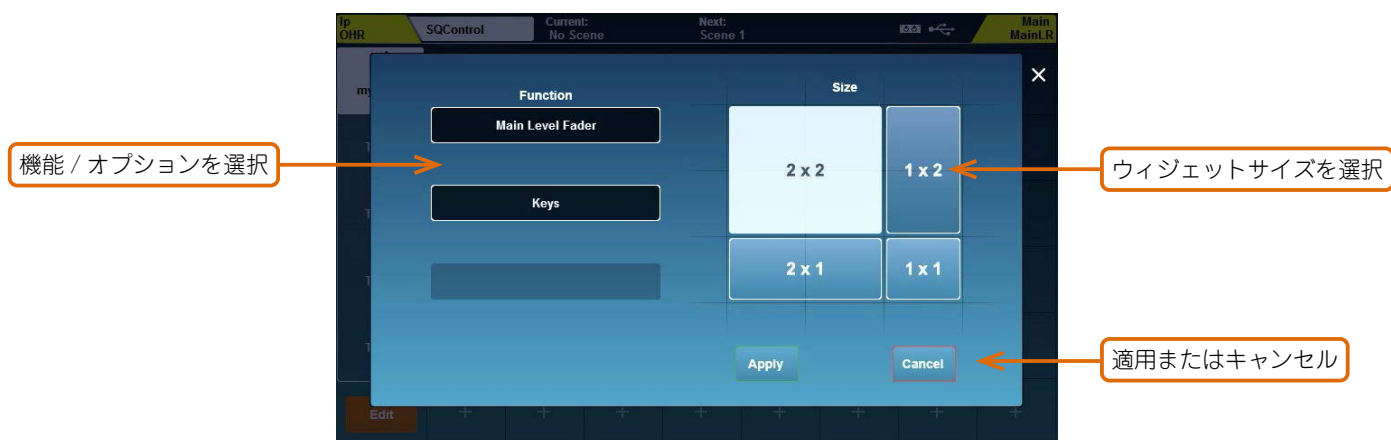 Ip
OHR
SQControl
Current:
No Scene
Next:
Scene 1
Main
MainLR
my
Function
Main Level Fader
Keys
Size
2 x 2
1 x 2
2 x 1
1 x 1
Apply
Cancel
Edit
機能 / オプションを選択
ウィジェットサイズを選択
適用またはキャンセル